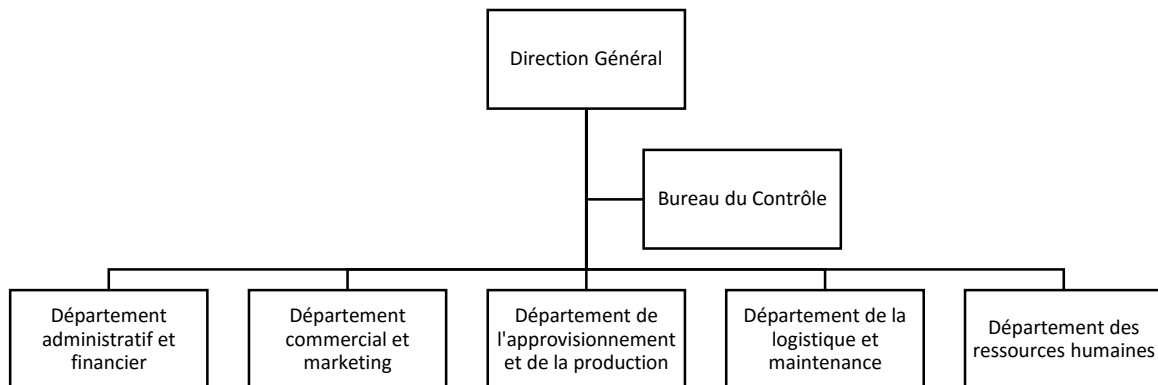 Direction Général
Bureau du Contrôle
Département
administratif et
financier
Département
commercial et
marketing
Département de
l'approvisionnement
et de la production
Département de la
logistique et
maintenance
Département des
ressources humaines